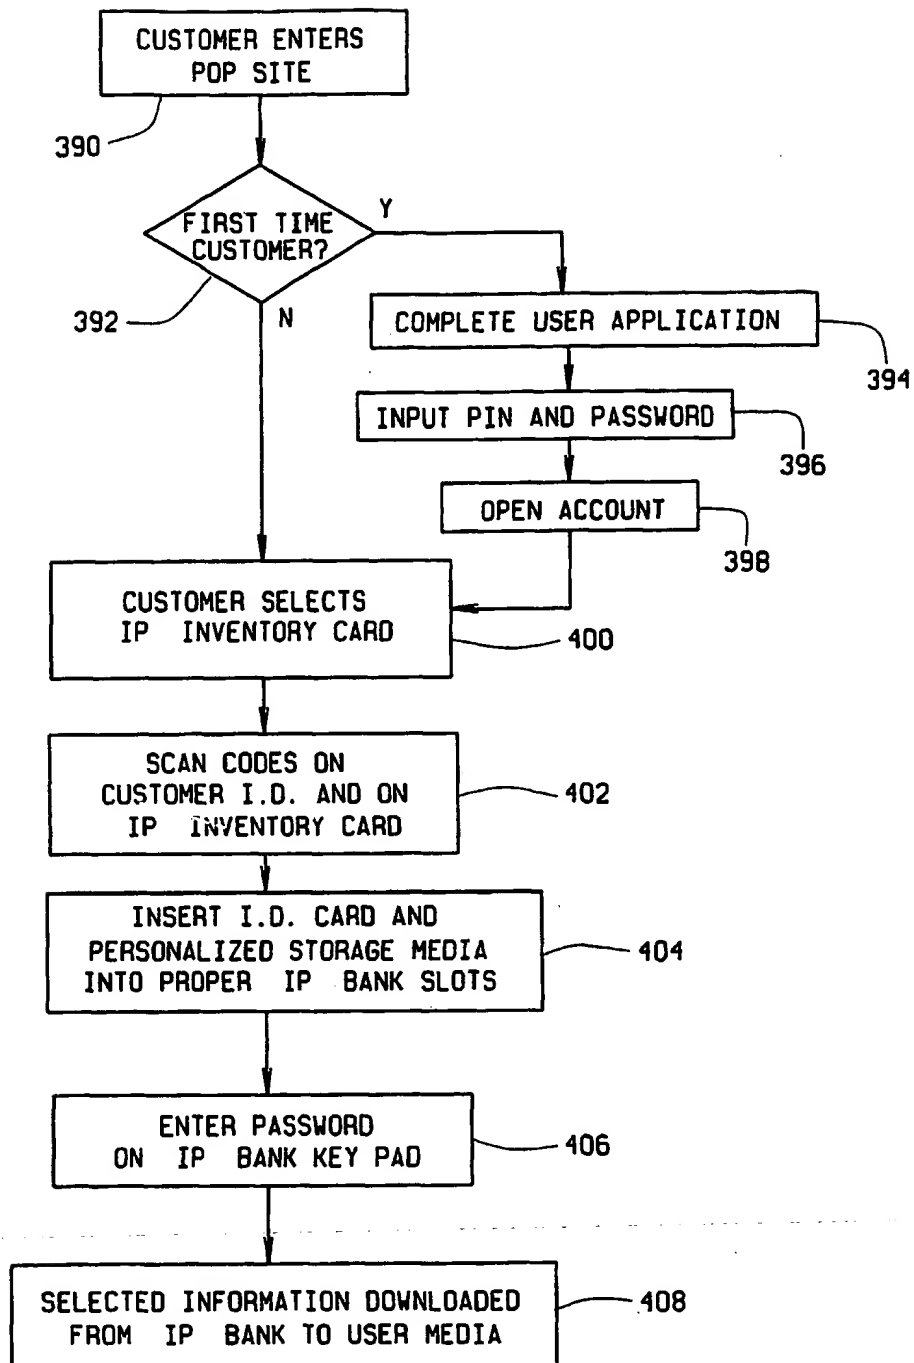 CUSTOMER ENTERS
POP SITE
390
FIRST TIME
CUSTOMER?
Y
392
N
COMPLETE USER APPLICATION
394
INPUT PIN AND PASSWORD
396
OPEN ACCOUNT
398
CUSTOMER SELECTS
IP INVENTORY CARD
400
SCAN CODES ON
CUSTOMER I.D. AND ON
IP INVENTORY CARD
402
INSERT I.D. CARD AND
PERSONALIZED STORAGE MEDIA
INTO PROPER IP BANK SLOTS
404
ENTER PASSWORD
ON IP BANK KEY PAD
406
SELECTED INFORMATION DOWNLOADED
FROM IP BANK TO USER MEDIA
408